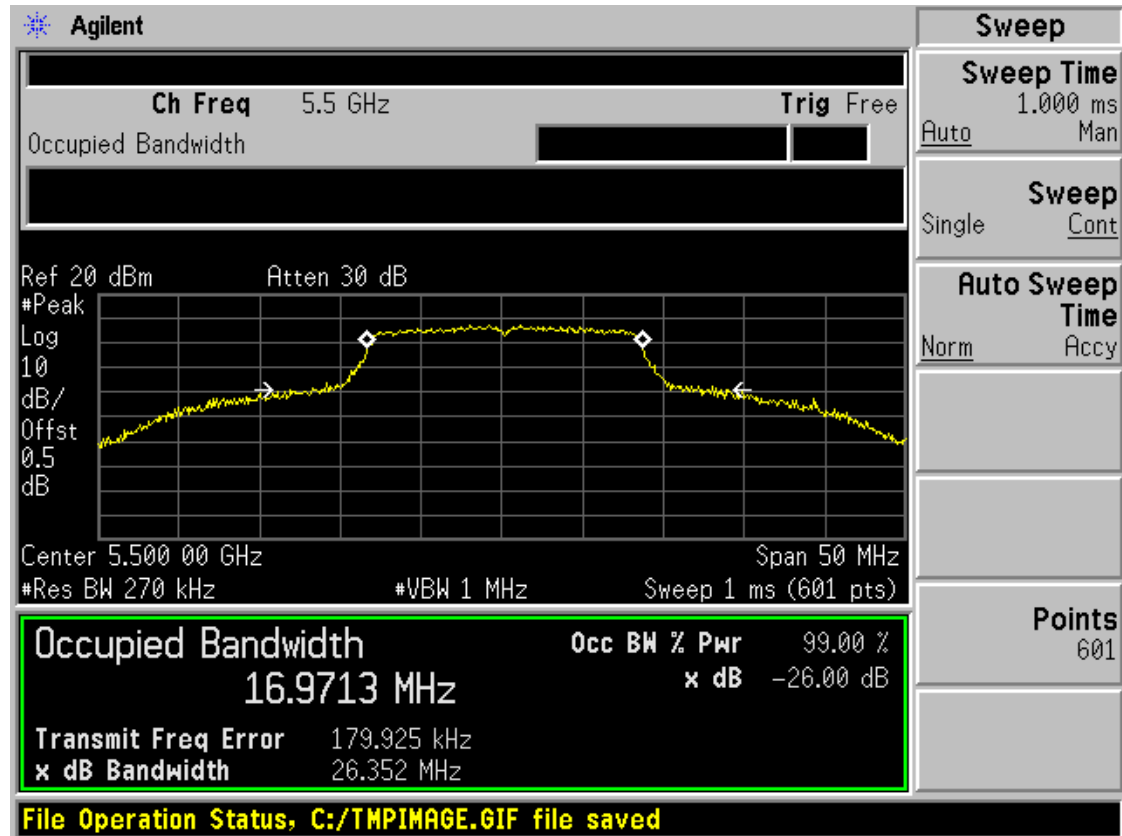 Agilent
Sweep
Ch Freq 5.5 GHz Trig Free
Occupied Bandwidth
Sweep Time
1.000 ms
Auto Man
Sweep
Single Cont
Auto Sweep
Time
Norm Accy
Points
601
Ref 20 dBm Atten 30 dB
#Peak
Log
10
dB/
Offst
0.5
dB
Center 5.500 00 GHz Span 50 MHz
#Res BW 270 kHz #VBW 1 MHz Sweep 1 ms (601 pts)
Occupied Bandwidth
16.9713 MHz
Occ BW % Pwr 99.00 %
x dB -26.00 dB
Transmit Freq Error 179.925 kHz
x dB Bandwidth 26.352 MHz
File Operation Status, C:/TMPIMAGE.GIF file saved